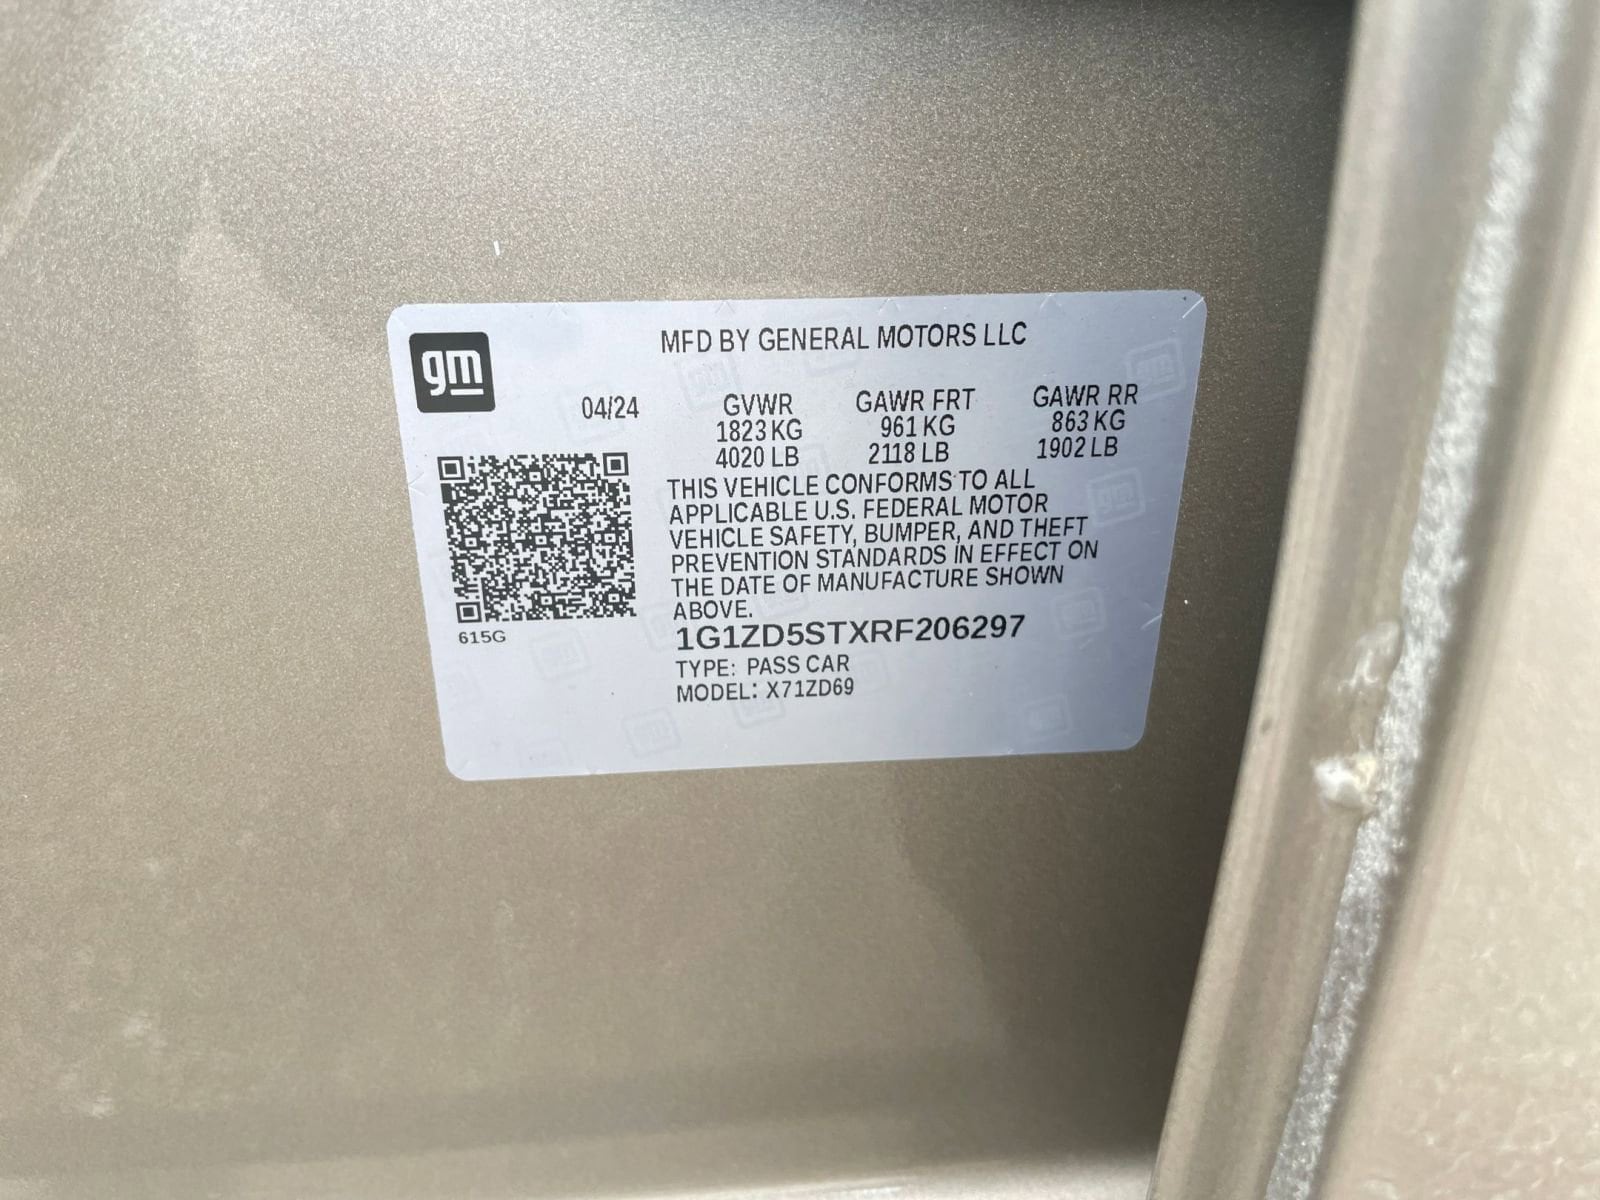 gm
MFD BY GENERAL MOTORS LLC
04/24
GVWR GAWR FRT GAWR RR
1823 KG 961 KG 863 KG
4020 LB 2118 LB 1902 LB
THIS VEHICLE CONFORMS TO ALL
APPLICABLE U.S. FEDERAL MOTOR
VEHICLE SAFETY, BUMPER, AND THEFT
PREVENTION STANDARDS IN EFFECT ON
THE DATE OF MANUFACTURE SHOWN
ABOVE.
615G
1G1ZD5STXRF206297
TYPE: PASS CAR
MODEL: X71ZD69